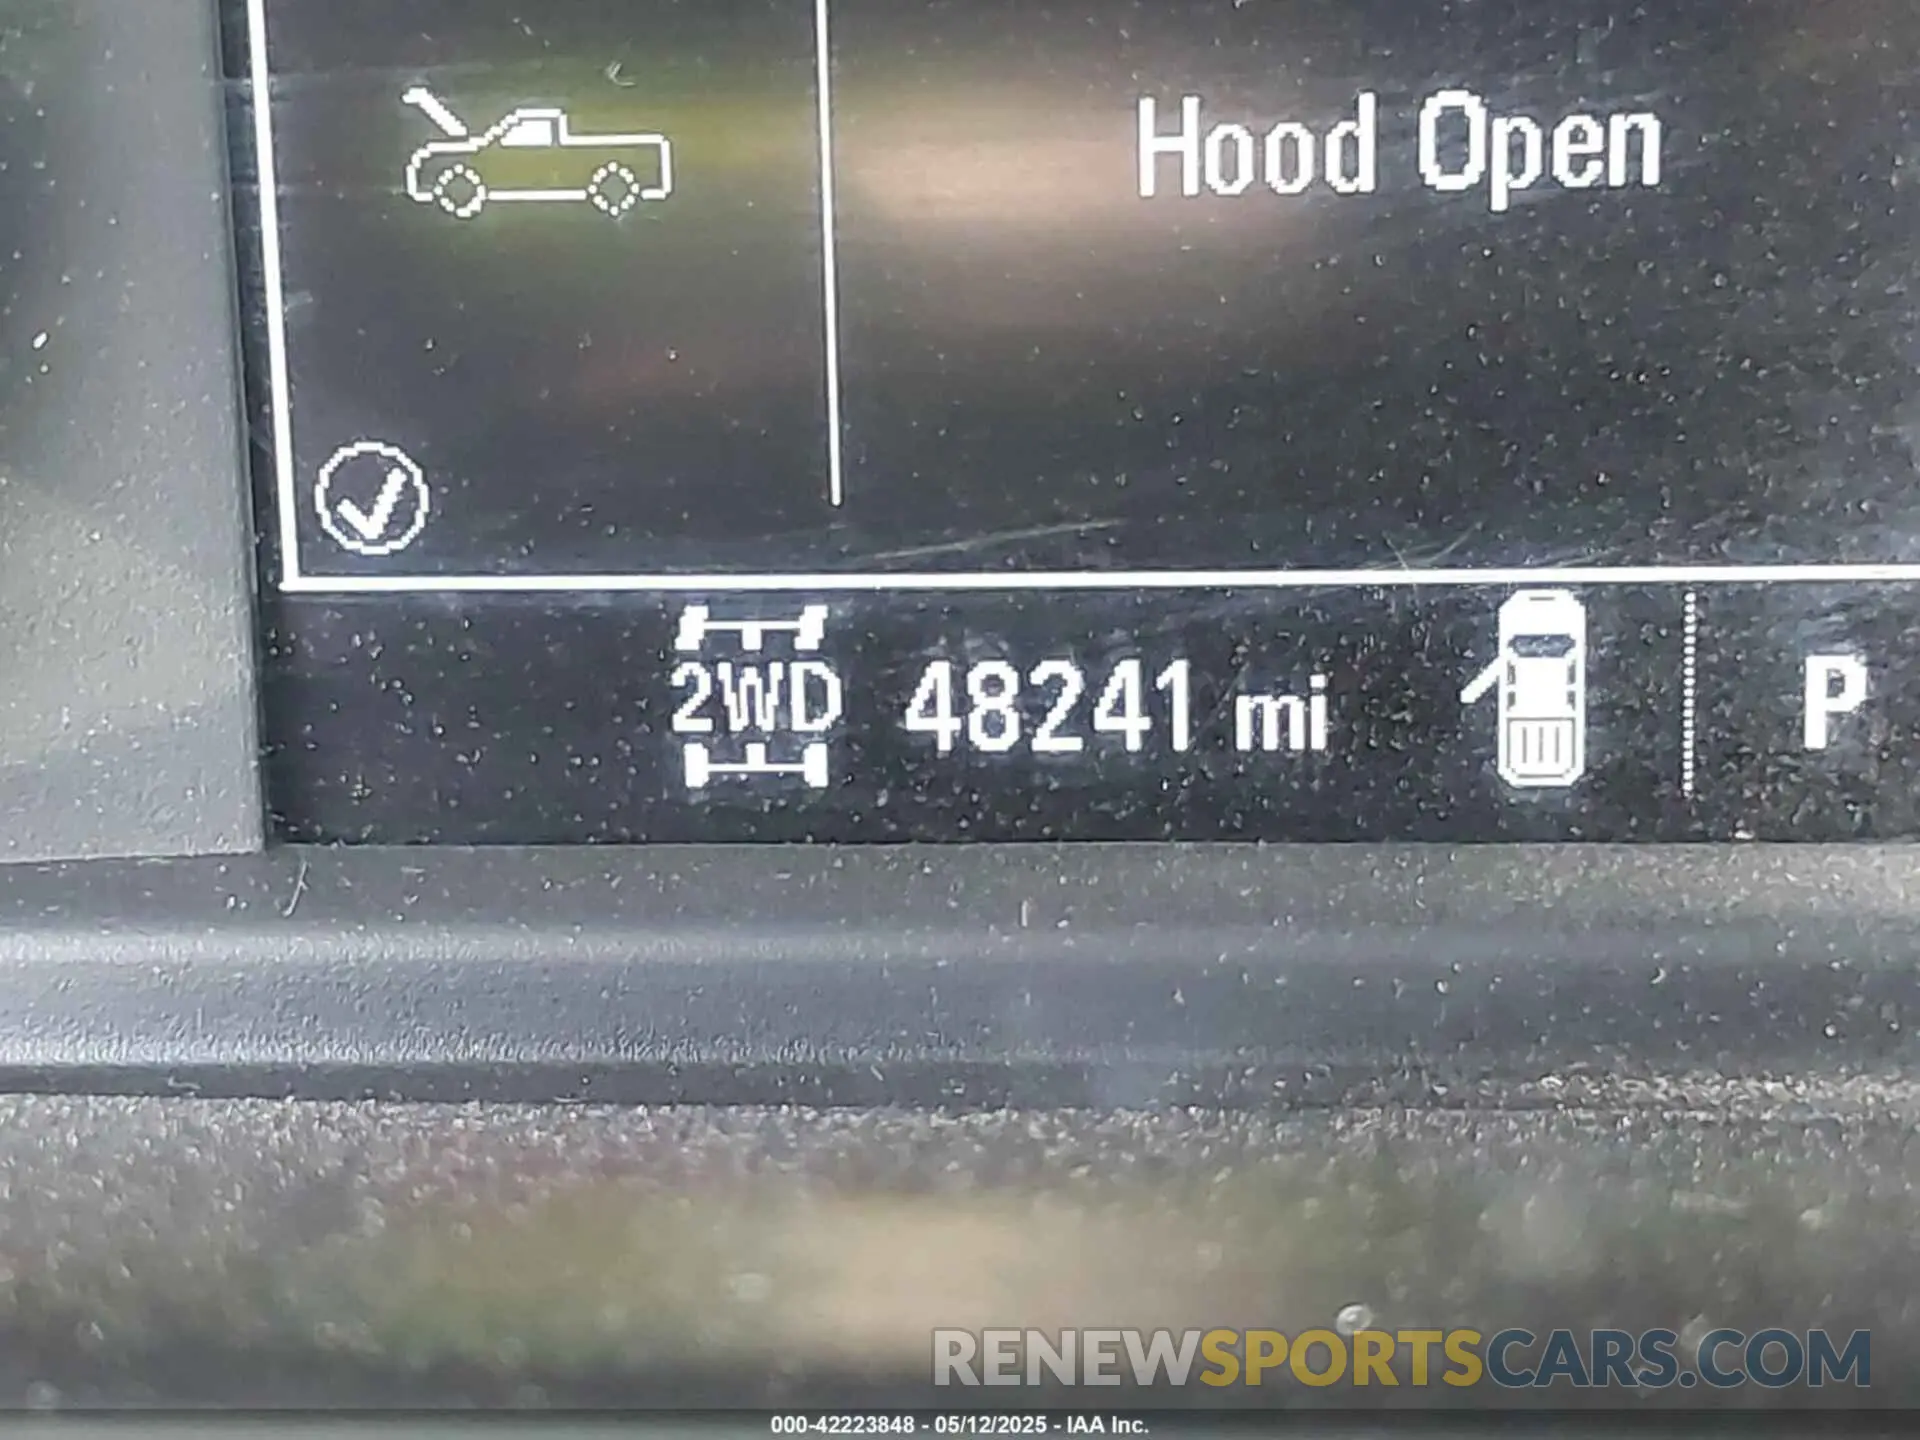 Hood Open
2WD 48241 mi P
RENEWSPORTSCARS.COM
000-42223848 - 05/12/2025 - IAA Inc.